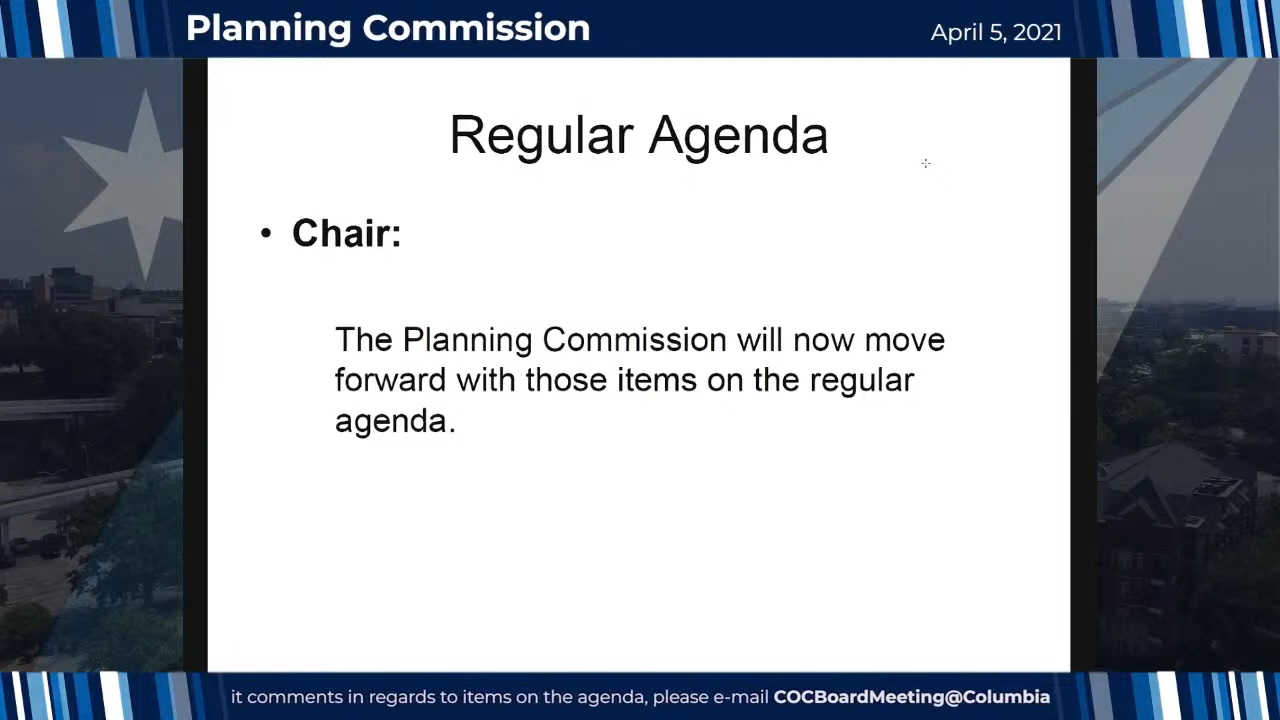 Planning Commission
April 5, 2021
Regular Agenda
• Chair:
The Planning Commission will now move
forward with those items on the regular
agenda.
it comments in regards to items on the agenda, please e-mail COCBoardMeeting@Columbia